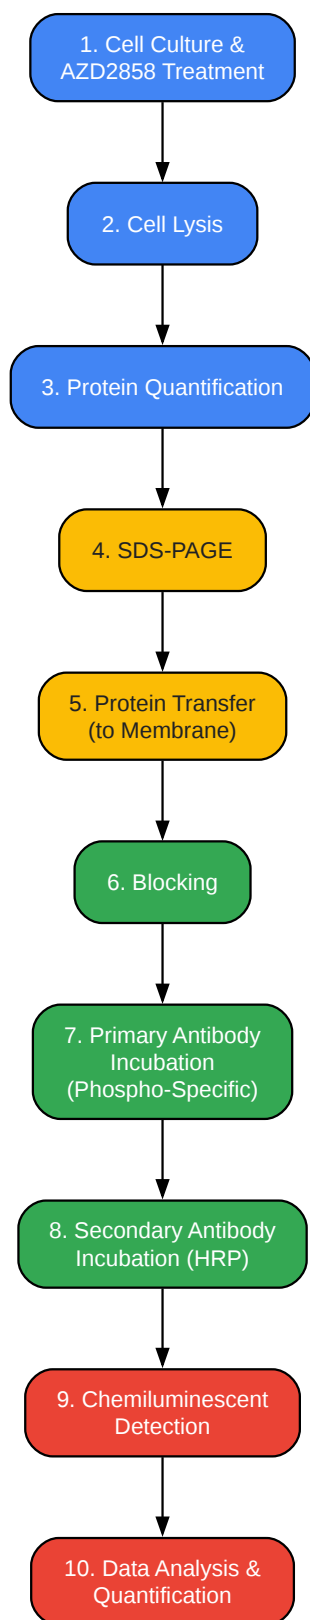 1. Cell Culture &
AZD2858 Treatment
2. Cell Lysis
3. Protein Quantification
4. SDS-PAGE
5. Protein Transfer
(to Membrane)
6. Blocking
7. Primary Antibody
Incubation
(Phospho-Specific)
8. Secondary Antibody
Incubation (HRP)
9. Chemiluminescent
Detection
10. Data Analysis &
Quantification